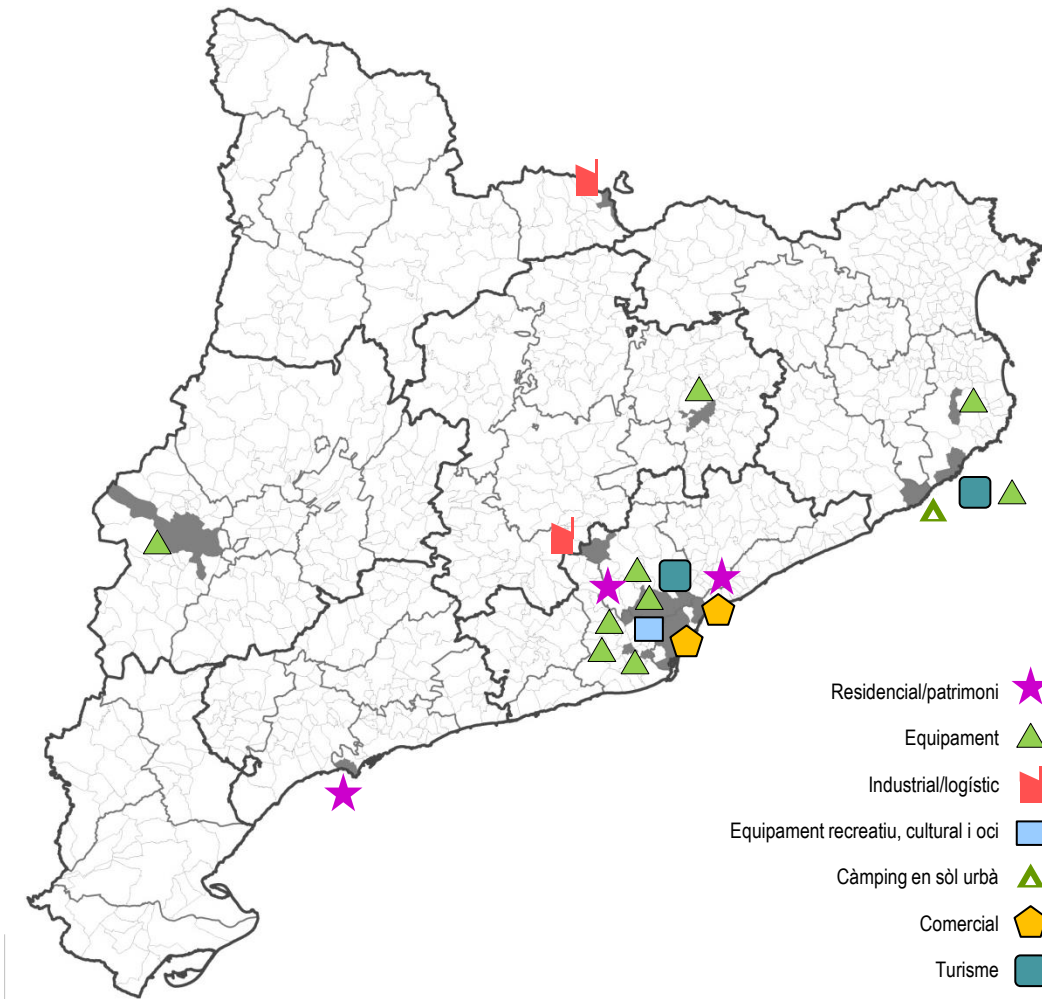 Residencial/patrimoni
Equipament
Industrial/logístic
Equipament recreatiu, cultural i oci
Càmping en sòl urbà
Comercial
Turisme